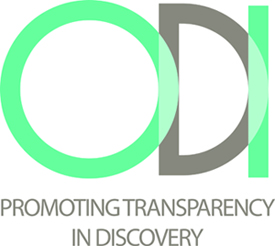 ODI
PROMOTING TRANSPARENCY
IN DISCOVERY